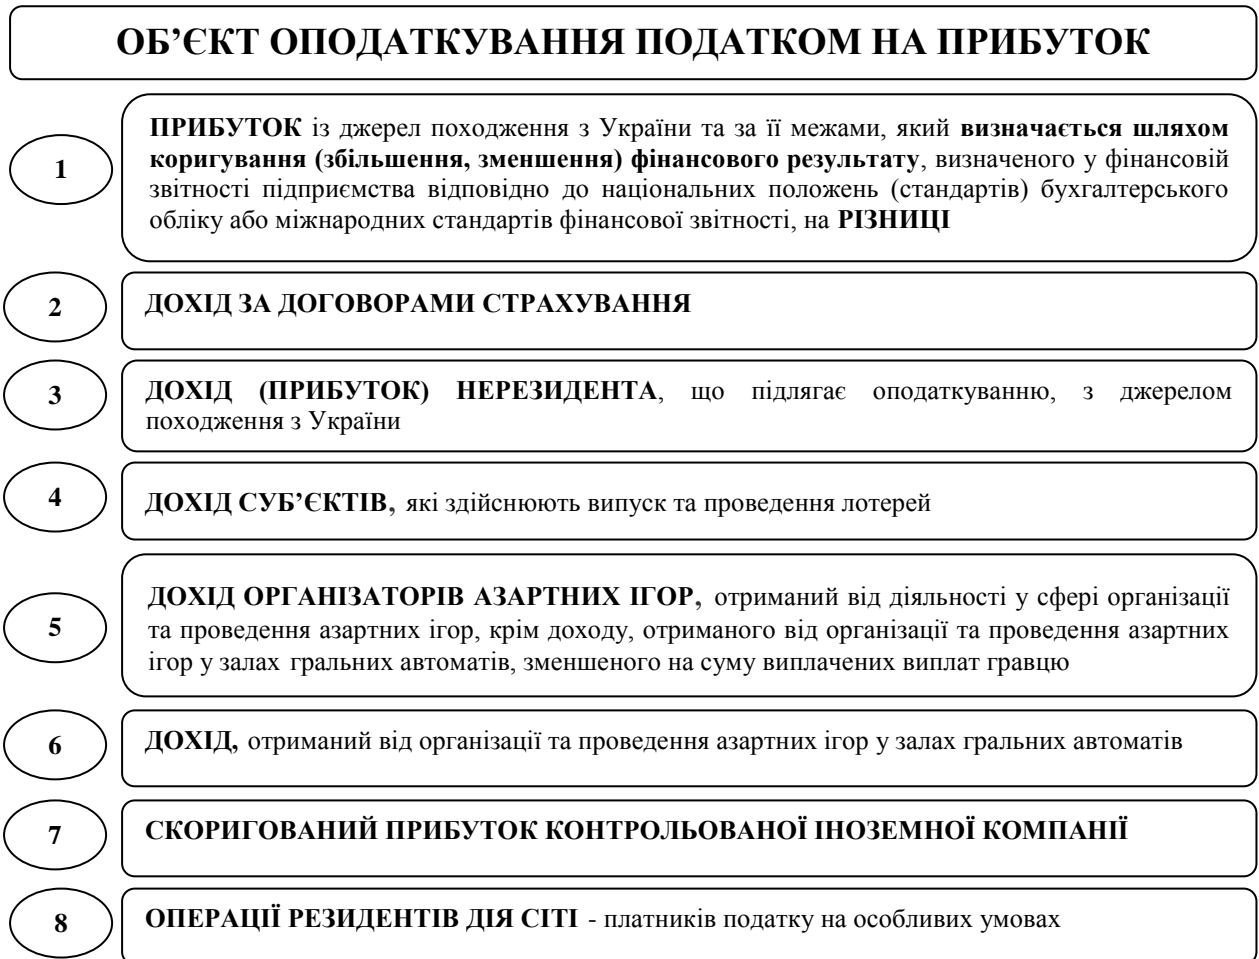 ОБ’ЄКТ ОПОДАТКУВАННЯ ПОДАТКОМ НА ПРИБУТОК
1
ПРИБУТОК із джерел походження з України та за її межами, який визначається шляхом
коригування (збільшення, зменшення) фінансового результату, визначеного у фінансовій
звітності підприємства відповідно до національних положень (стандартів) бухгалтерського
обліку або міжнародних стандартів фінансової звітності, на РІЗНИЦІ
2
ДОХІД ЗА ДОГОВОРАМИ СТРАХУВАННЯ
3
ДОХІД (ПРИБУТОК) НЕРЕЗИДЕНТА, що підлягає оподаткуванню, з джерелом
походження з України
4
ДОХІД СУБ’ЄКТІВ, які здійснюють випуск та проведення лотерей
5
ДОХІД ОРГАНІЗАТОРІВ АЗАРТНИХ ІГОР, отриманий від діяльності у сфері організації
та проведення азартних ігор, крім доходу, отриманого від організації та проведення азартних
ігор у залах гральних автоматів, зменшеного на суму виплачених виплат гравцю
6
ДОХІД, отриманий від організації та проведення азартних ігор у залах гральних автоматів
7
СКОРИГОВАНИЙ ПРИБУТОК КОНТРОЛЬОВАНОЇ ІНОЗЕМНОЇ КОМПАНІЇ
8
ОПЕРАЦІЇ РЕЗИДЕНТІВ ДІЯ СІТІ - платників податку на особливих умовах